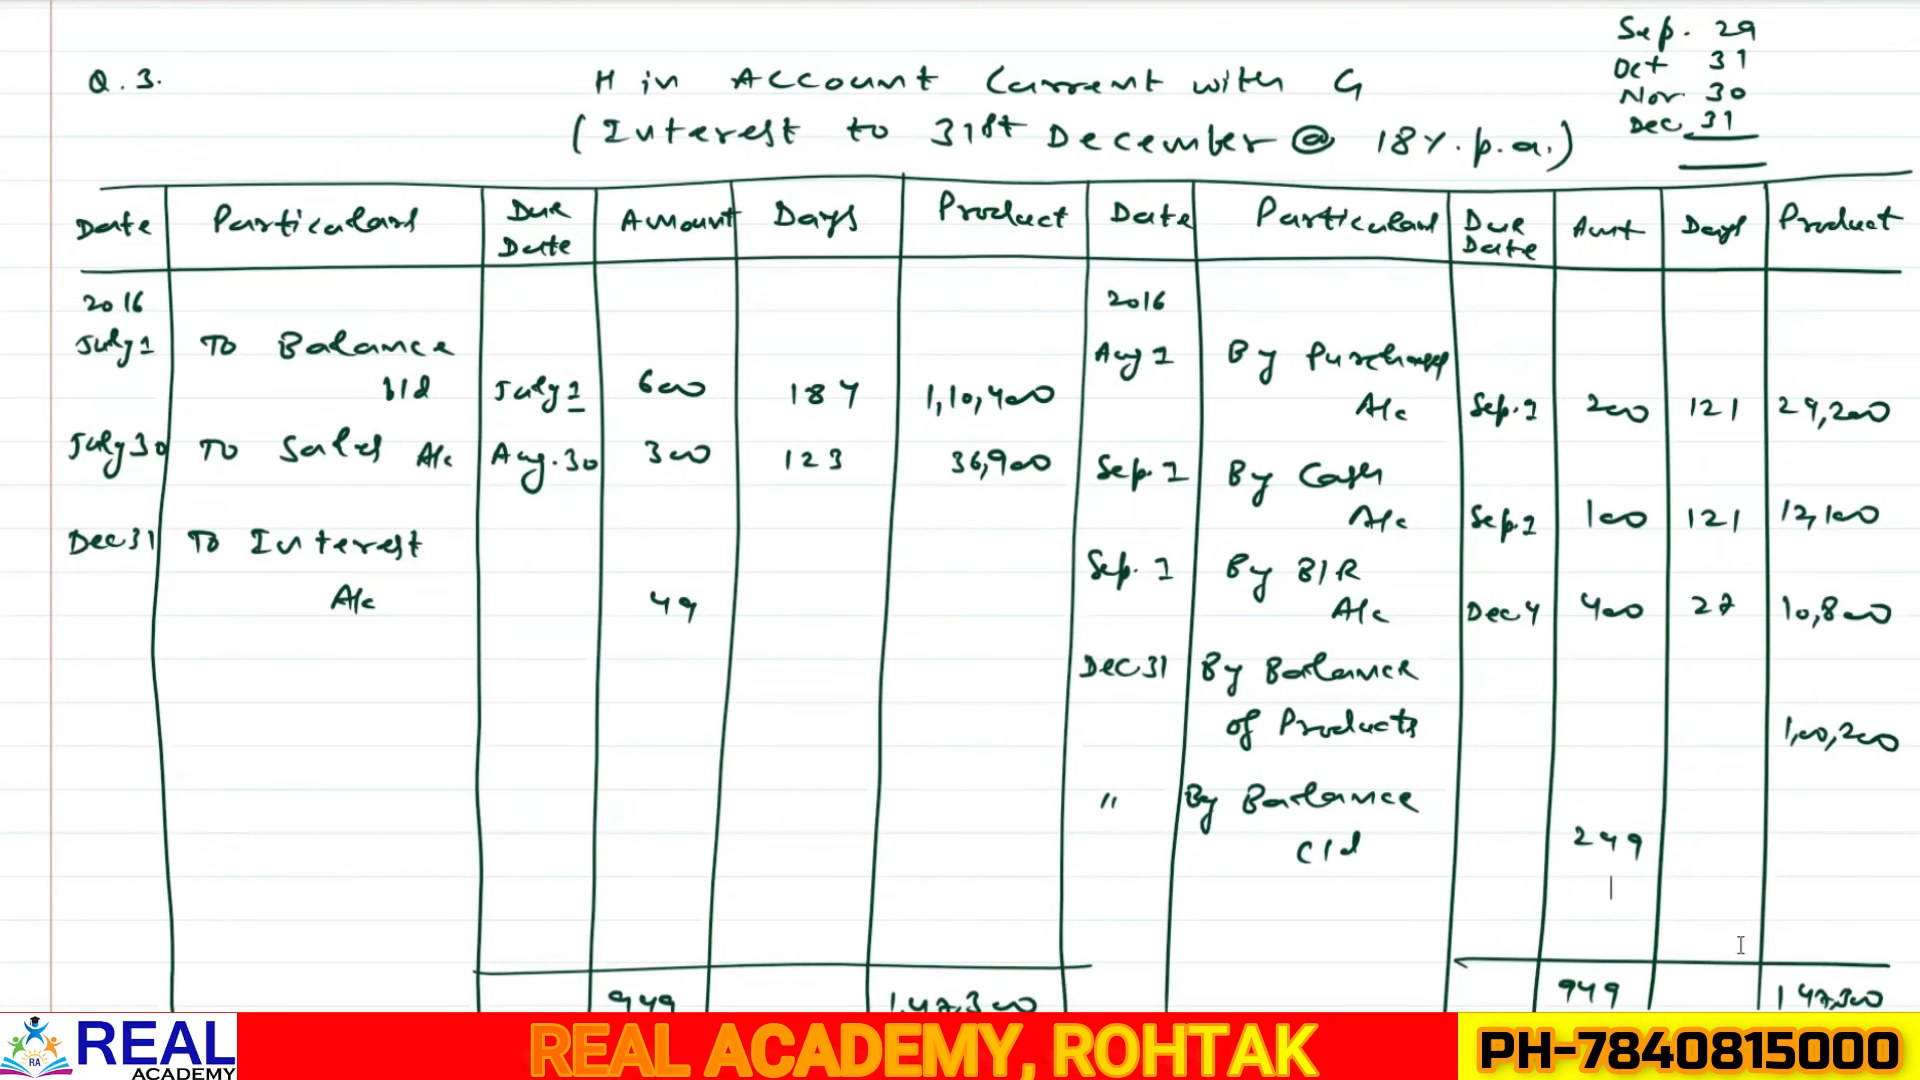 Sep. 29
Oct 31
Nov 30
Dec. 31
Q.3.
H in Account Current with G
(Interest to 31st December @ 18%.p.a.)
Date Particulars Due Date Amount Days Product Date Particulars Due Date Amt Days Product
2016 2016
July 1 To Balance Aug 1 By Purchases
b/d July 1 600 184 1,10,400 A/c Sep. 1 200 121 24,200
July 30 To Sales A/c Aug. 30 300 123 36,900 Sep. 1 By Cash
A/c Sep. 1 100 121 12,100
Dec 31 To Interest Sep. 1 By B/R
A/c 49 A/c Dec 4 400 27 10,800
Dec 31 By Balance
of Products 1,00,200
" By Balance
c/d 249
949 1,47,300 949 147,300
REAL
ACADEMY
RA
REAL ACADEMY, ROHTAK
PH-7840815000